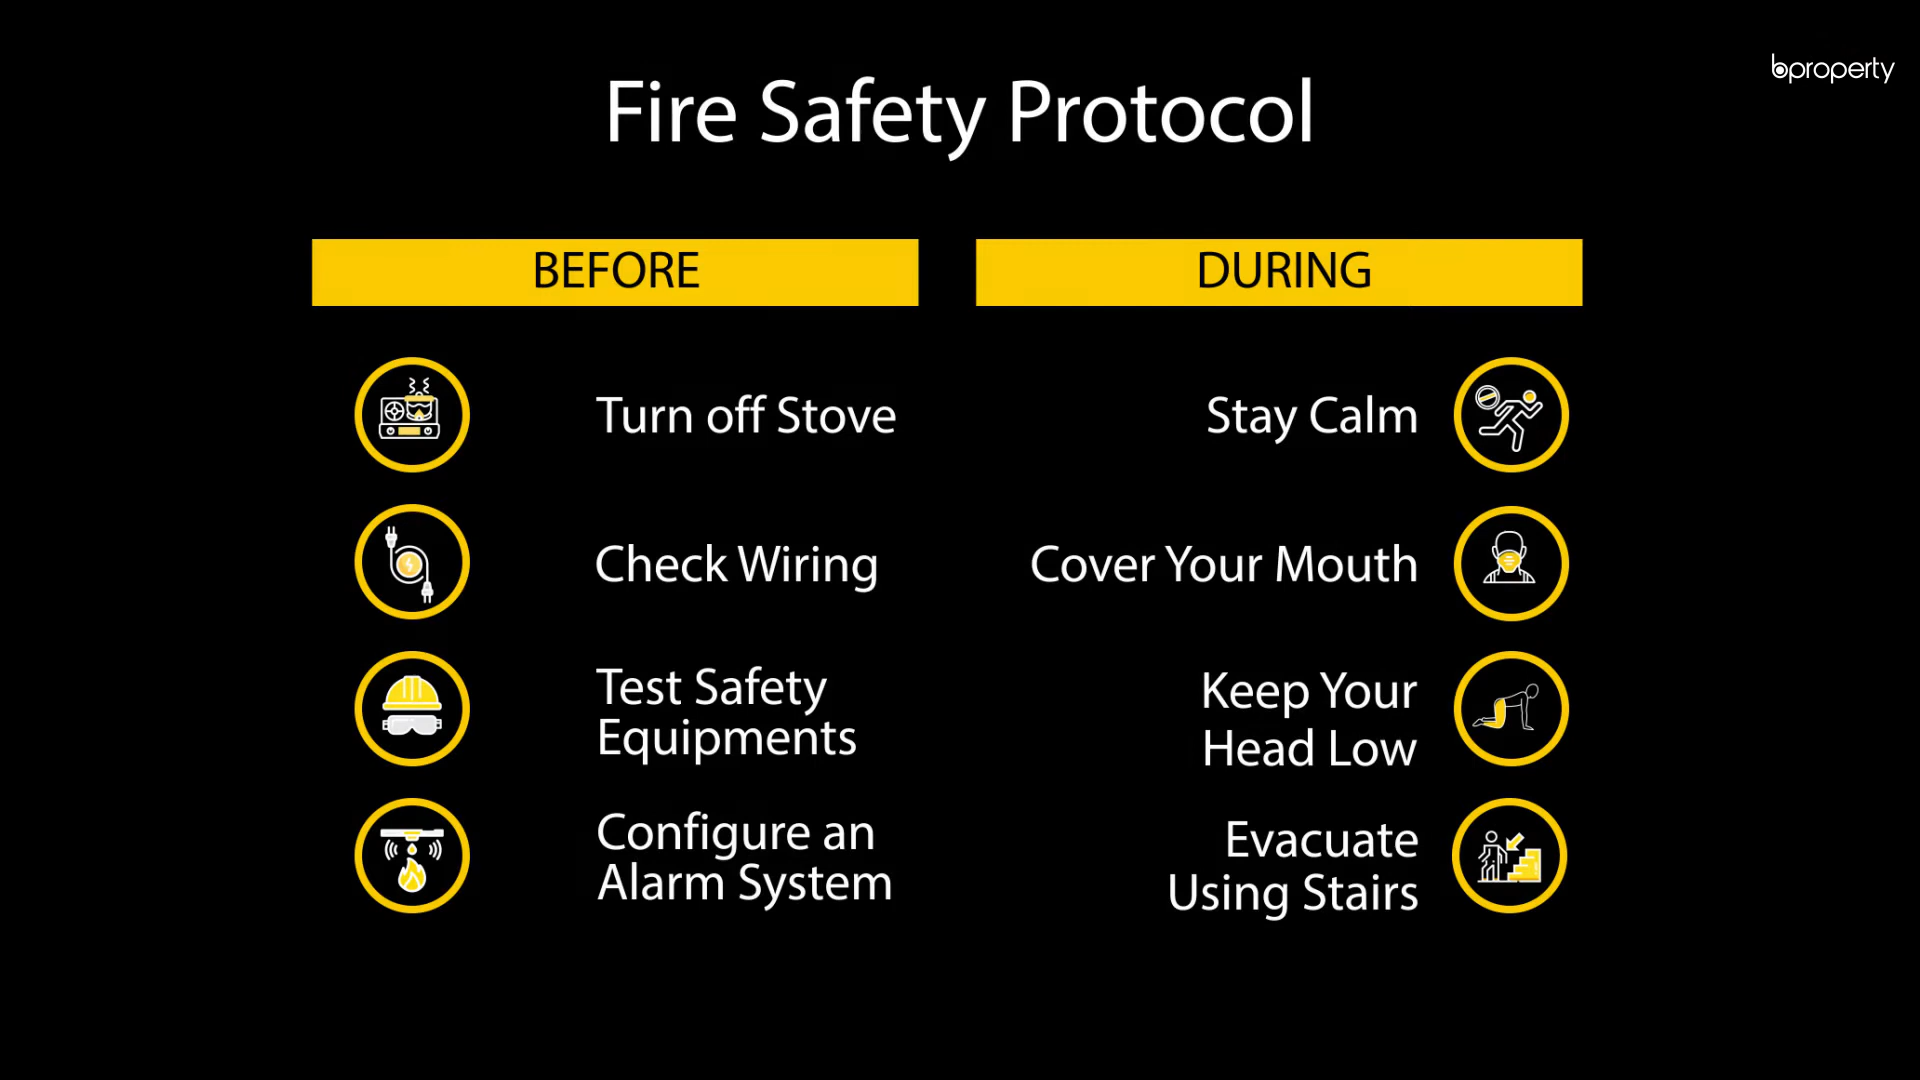 bproperty
Fire Safety Protocol
BEFORE
Turn off Stove
Check Wiring
Test Safety
Equipments
Configure an
Alarm System
DURING
Stay Calm
Cover Your Mouth
Keep Your
Head Low
Evacuate
Using Stairs